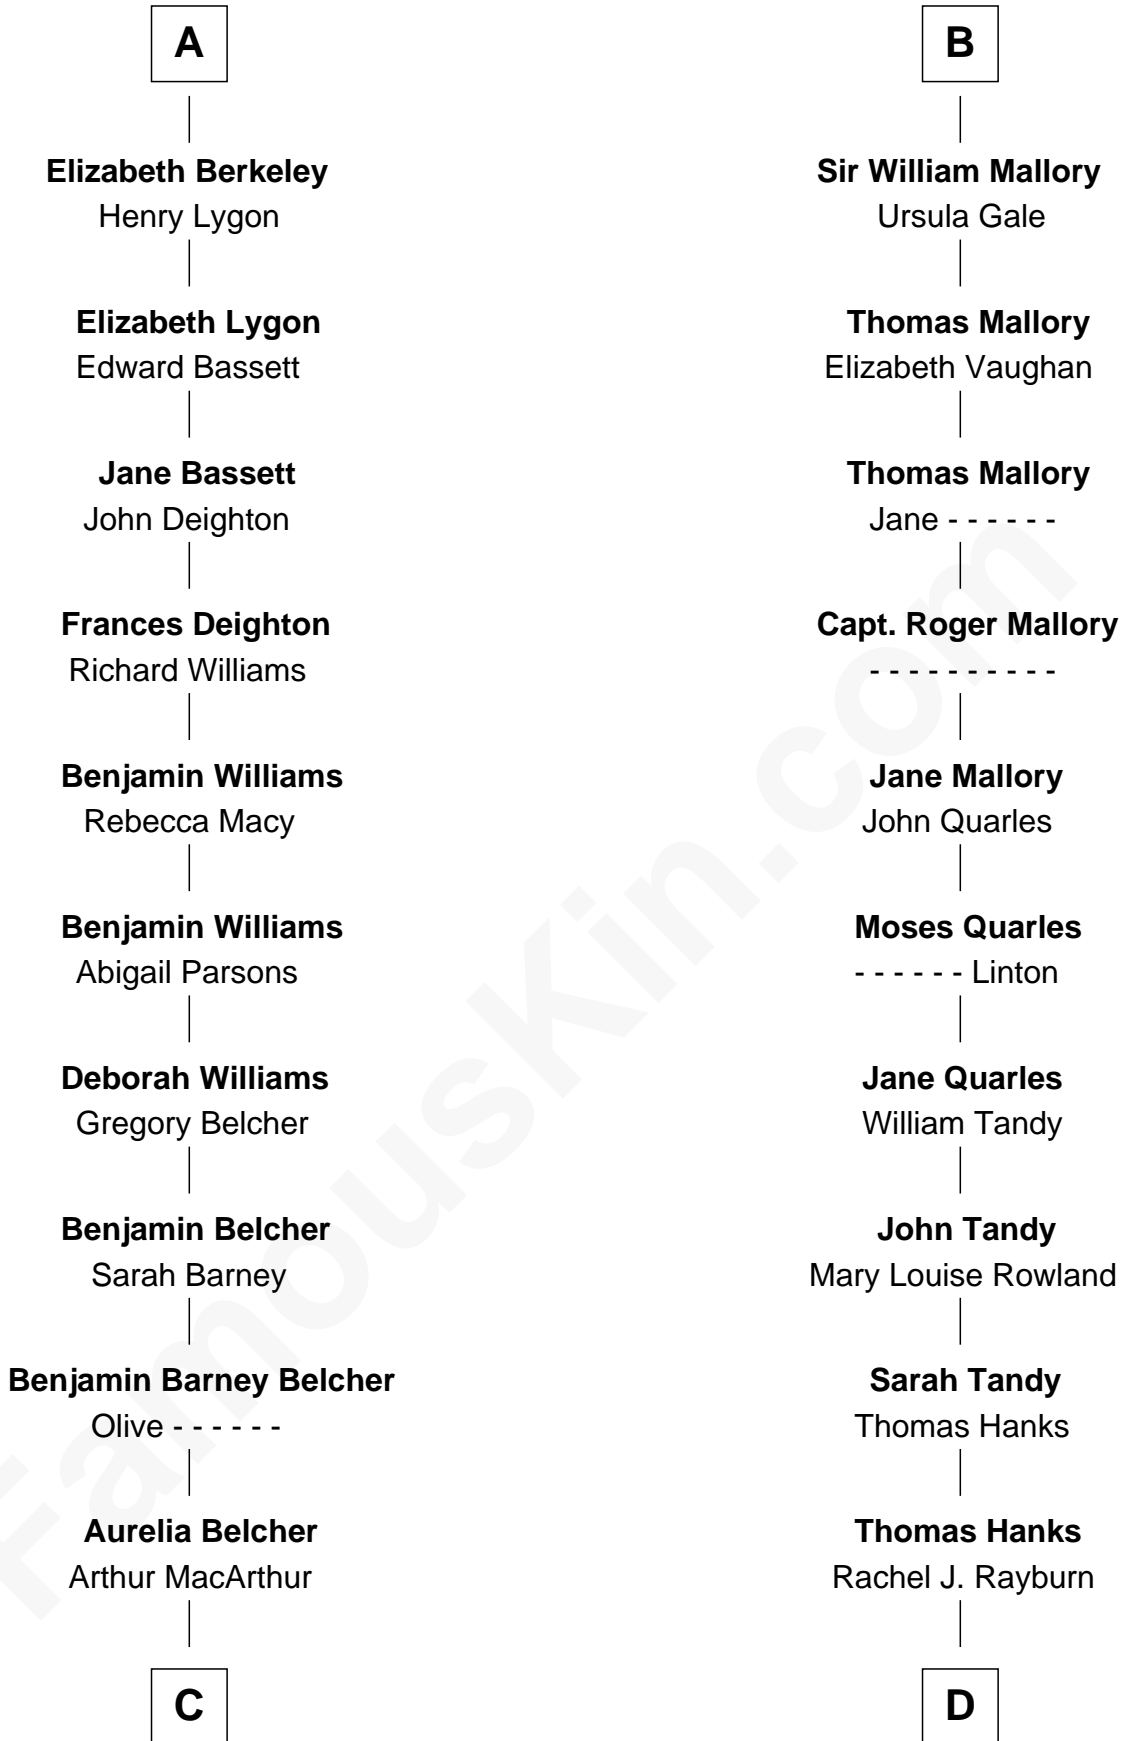 A
Elizabeth Berkeley
Henry Lygon
Elizabeth Lygon
Edward Bassett
Jane Bassett
John Deighton
Frances Deighton
Richard Williams
Benjamin Williams
Rebecca Macy
Benjamin Williams
Abigail Parsons
Deborah Williams
Gregory Belcher
Benjamin Belcher
Sarah Barney
Benjamin Barney Belcher
Olive - - - - - -
Aurelia Belcher
Arthur MacArthur
C
B
Sir William Mallory
Ursula Gale
Thomas Mallory
Elizabeth Vaughan
Thomas Mallory
Jane - - - - - -
Capt. Roger Mallory
- - - - - - - - - -
Jane Mallory
John Quarles
Moses Quarles
- - - - - - Linton
Jane Quarles
William Tandy
John Tandy
Mary Louise Rowland
Sarah Tandy
Thomas Hanks
Thomas Hanks
Rachel J. Rayburn
D
FamousKin.com